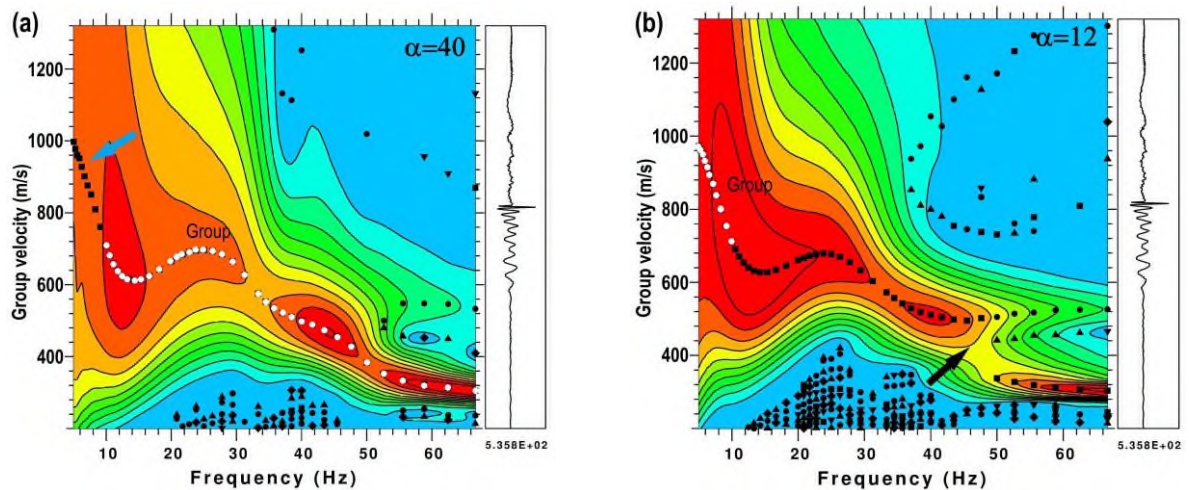 (a)
α=40
Group
Group velocity (m/s)
1200
1000
800
600
400
10 20 30 40 50 60
Frequency (Hz)
5.358E+02
(b)
α=12
Group
Group velocity (m/s)
1200
1000
800
600
400
10 20 30 40 50 60
Frequency (Hz)
5.358E+02